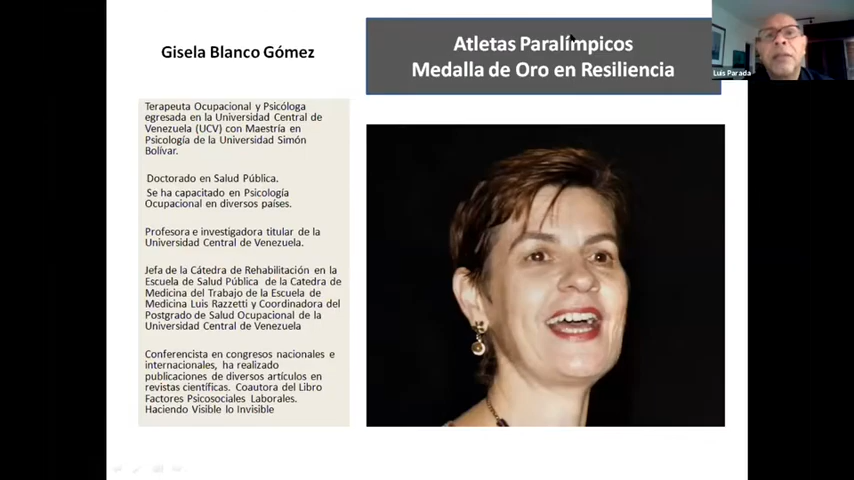 Gisela Blanco Gómez
Atletas Paralímpicos
Medalla de Oro en Resiliencia
Luis Parada
Terapeuta Ocupacional y Psicóloga
egresada en la Universidad Central de
Venezuela (UCV) con Maestría en
Psicología de la Universidad Simón
Bolívar.
Doctorado en Salud Pública.
Se ha capacitado en Psicología
Ocupacional en diversos países.
Profesora e investigadora titular de la
Universidad Central de Venezuela.
Jefa de la Cátedra de Rehabilitación en la
Escuela de Salud Pública de la Catedra de
Medicina del Trabajo de la Escuela de
Medicina Luis Razzetti y Coordinadora del
Postgrado de Salud Ocupacional de la
Universidad Central de Venezuela
Conferencista en congresos nacionales e
internacionales, ha realizado
publicaciones de diversos artículos en
revistas científicas. Coautora del Libro
Factores Psicosociales Laborales.
Haciendo Visible lo Invisible